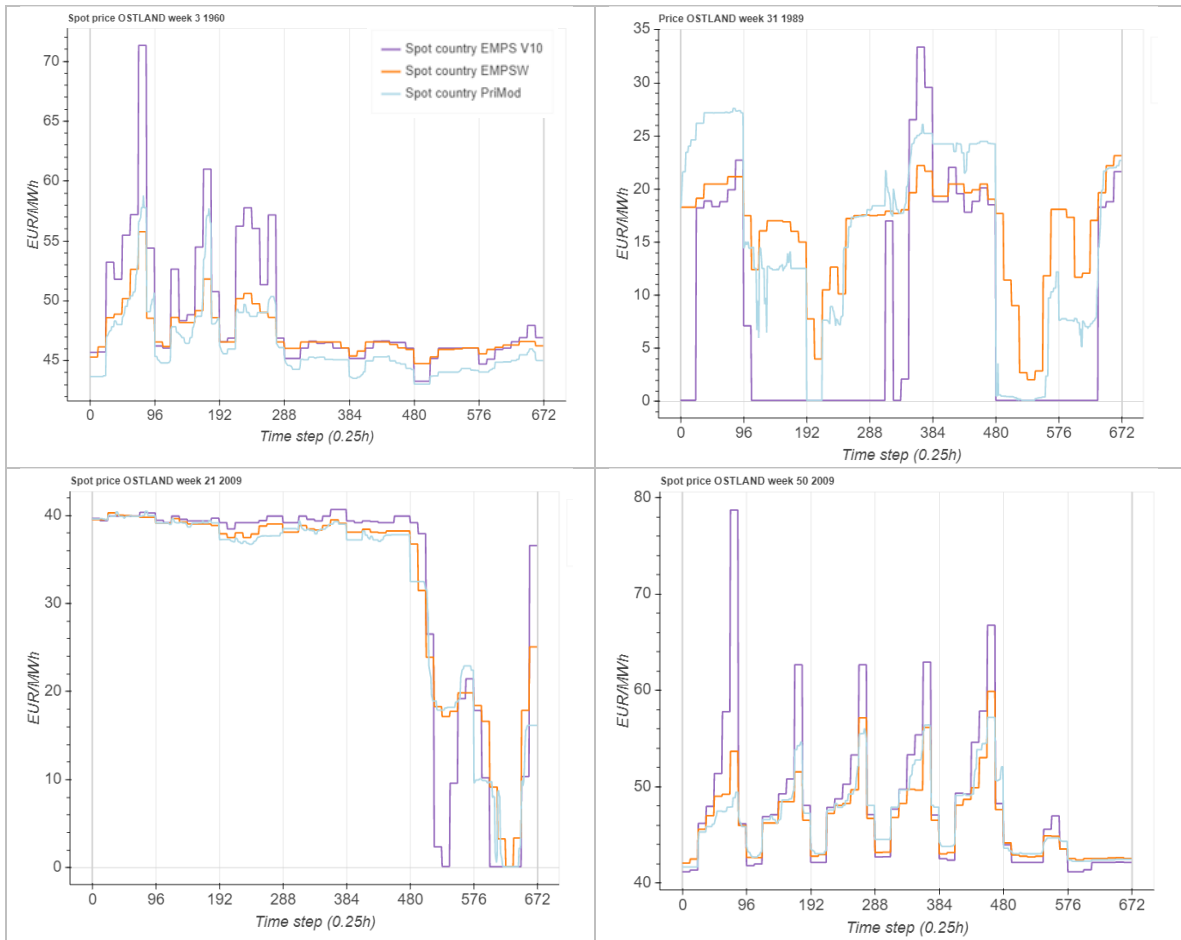 Spot price OSTLAND week 3 1960
70
65
60
55
50
45
EUR/MWh
Spot country EMPS V10
Spot country EMPSW
Spot country PriMod
0 96 192 288 384 480 576 672
Time step (0.25h)
Price OSTLAND week 31 1989
35
30
25
20
15
10
5
0
EUR/MWh
0 96 192 288 384 480 576 672
Time step (0.25h)
Spot price OSTLAND week 21 2009
40
30
20
10
0
EUR/MWh
0 96 192 288 384 480 576 672
Time step (0.25h)
Spot price OSTLAND week 50 2009
80
70
60
50
40
EUR/MWh
0 96 192 288 384 480 576 672
Time step (0.25h)